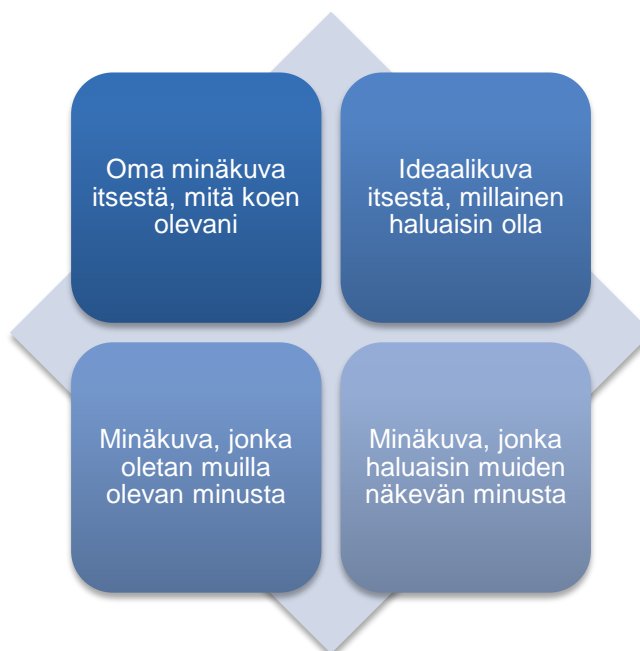 Oma minäkuva
itsestä, mitä koen
olevani
Ideaalikuva
itsestä, millainen
haluaisin olla
Minäkuva, jonka
oletan muilla
olevan minusta
Minäkuva, jonka
haluaisin muiden
näkevän minusta